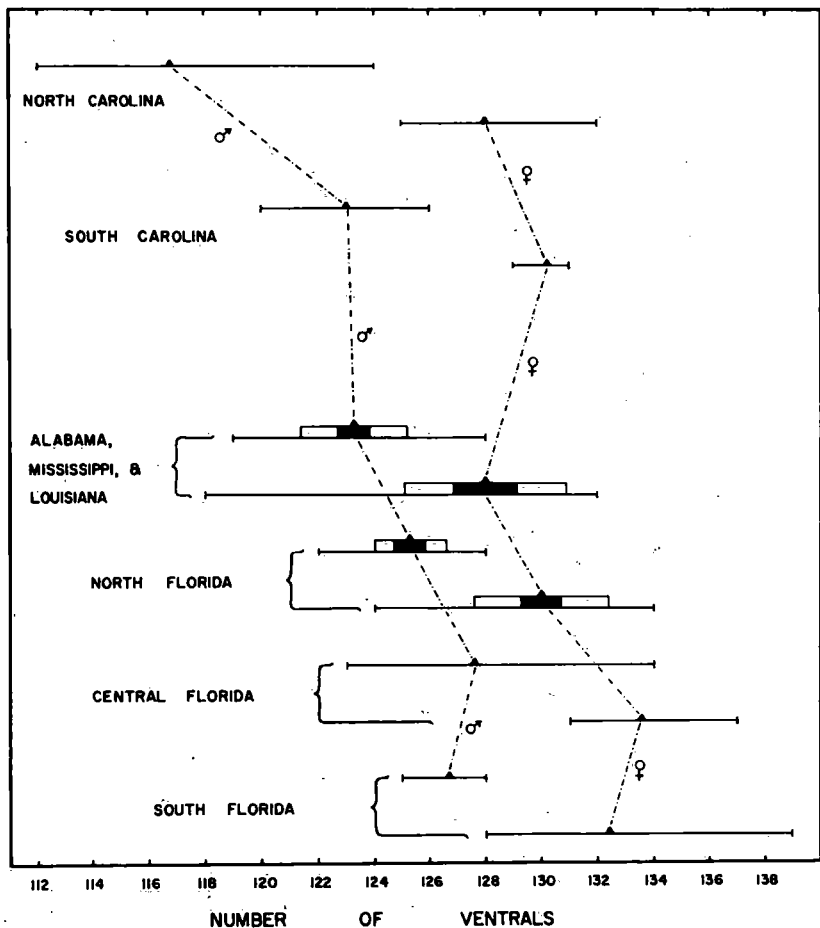 NORTH CAROLINA
♂
♀
SOUTH CAROLINA
♂
♀
ALABAMA,
MISSISSIPPI, &
LOUISIANA
NORTH FLORIDA
CENTRAL FLORIDA
♂
♀
SOUTH FLORIDA
112 114 116 118 120 122 124 126 128 130 132 134 136 138
NUMBER OF VENTRALS